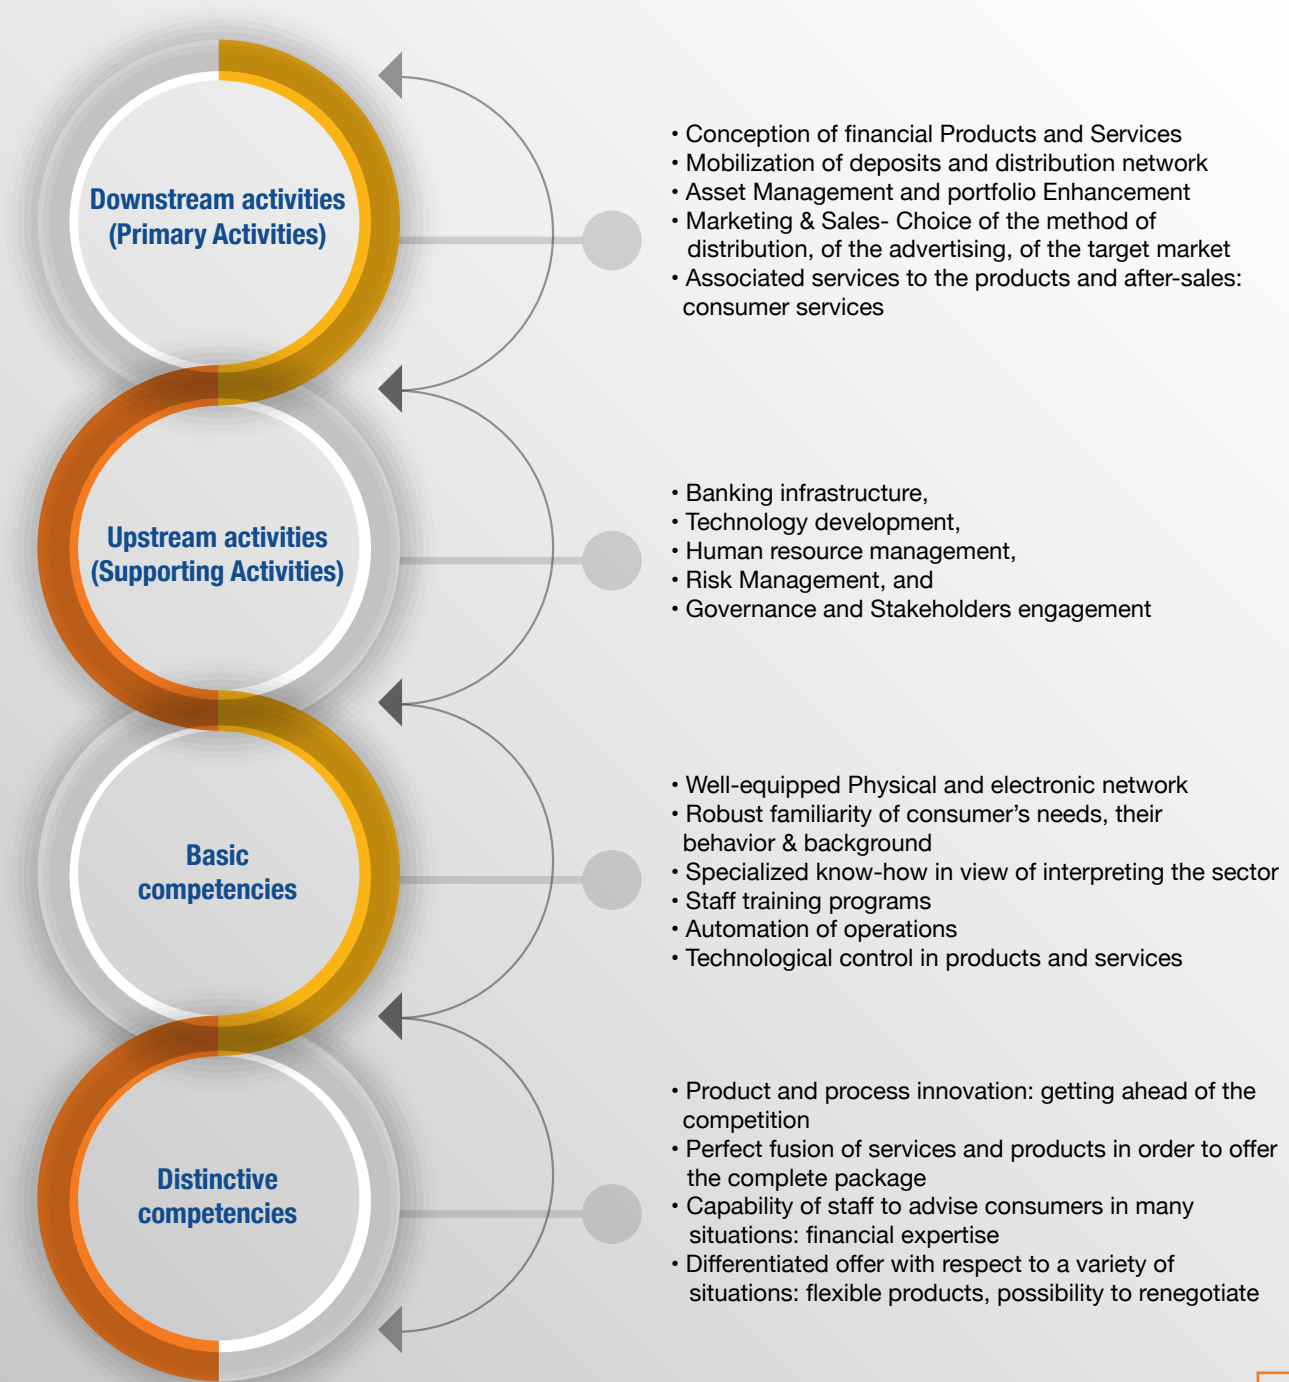 Downstream activities
(Primary Activities)
• Conception of financial Products and Services
• Mobilization of deposits and distribution network
• Asset Management and portfolio Enhancement
• Marketing & Sales- Choice of the method of
distribution, of the advertising, of the target market
• Associated services to the products and after-sales:
consumer services
Upstream activities
(Supporting Activities)
• Banking infrastructure,
• Technology development,
• Human resource management,
• Risk Management, and
• Governance and Stakeholders engagement
Basic
competencies
• Well-equipped Physical and electronic network
• Robust familiarity of consumer’s needs, their
behavior & background
• Specialized know-how in view of interpreting the sector
• Staff training programs
• Automation of operations
• Technological control in products and services
Distinctive
competencies
• Product and process innovation: getting ahead of the
competition
• Perfect fusion of services and products in order to offer
the complete package
• Capability of staff to advise consumers in many
situations: financial expertise
• Differentiated offer with respect to a variety of
situations: flexible products, possibility to renegotiate